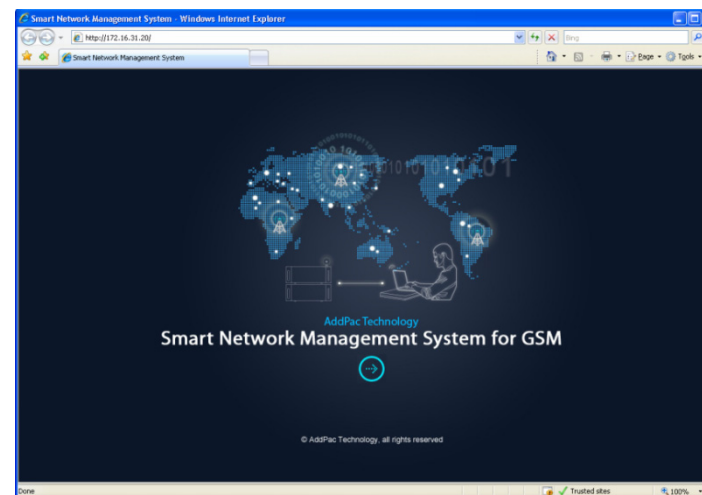 Smart Network Management System - Windows Internet Explorer
http://172.16.31.20/
Bing
Smart Network Management System
Page
Tools
1010101010101
AddPac Technology
Smart Network Management System for GSM
© AddPac Technology, all rights reserved
Done
Trusted sites
100%